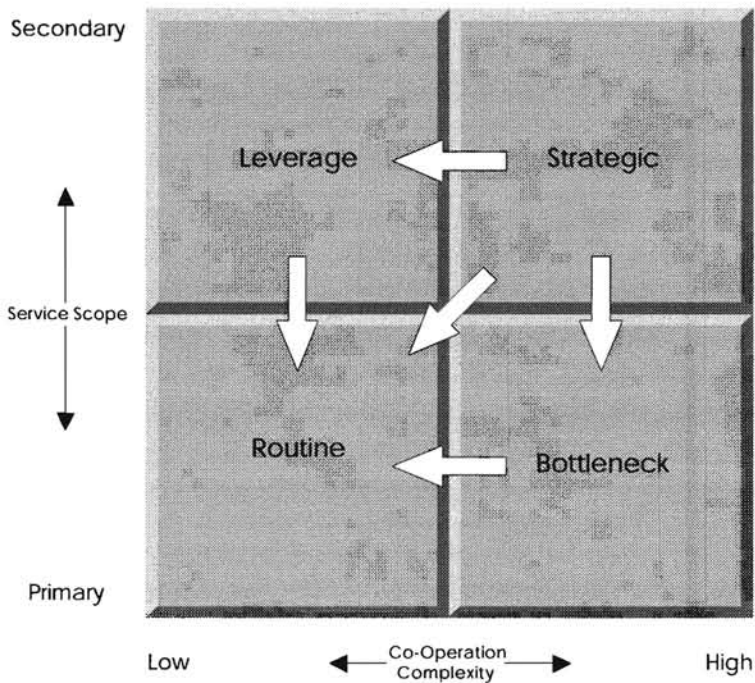 Secondary
Leverage
Strategic
Service Scope
Routine
Bottleneck
Primary
Low
Co-Operation
Complexity
High